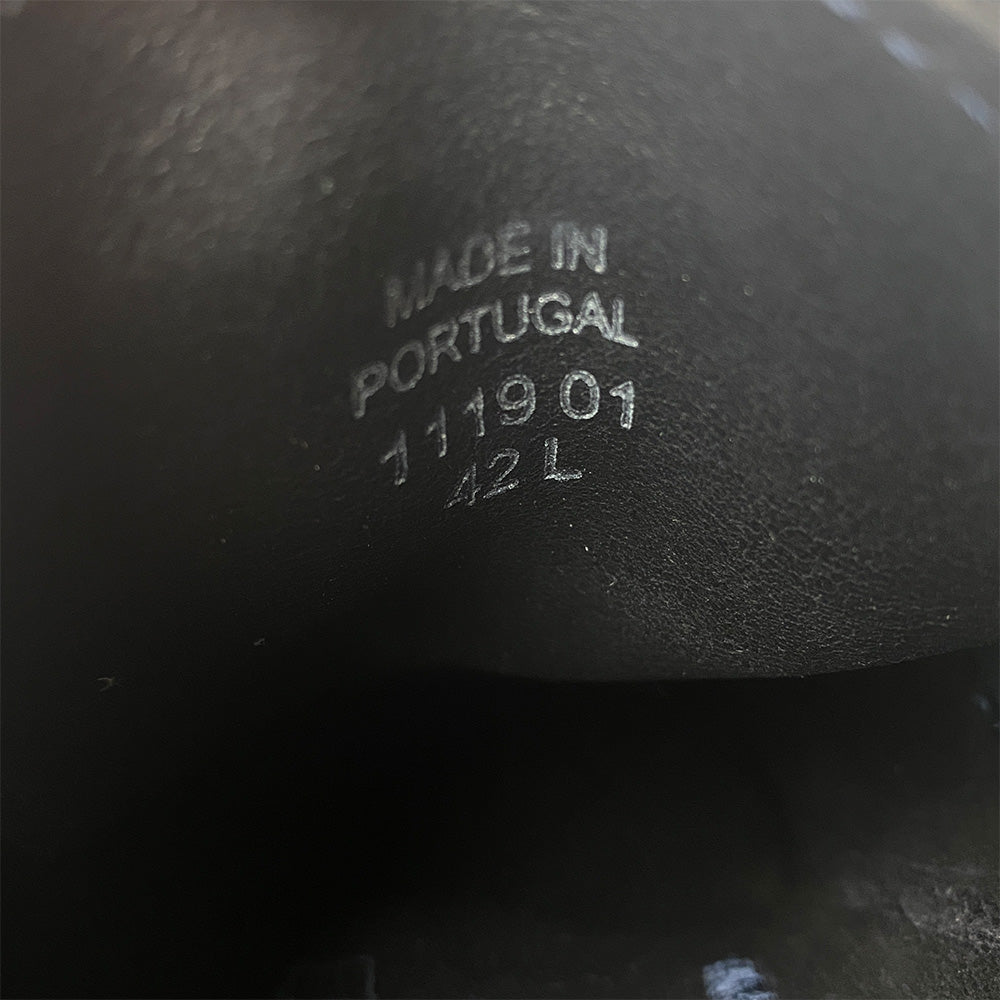 MADE IN
PORTUGAL
1119 01
42 L